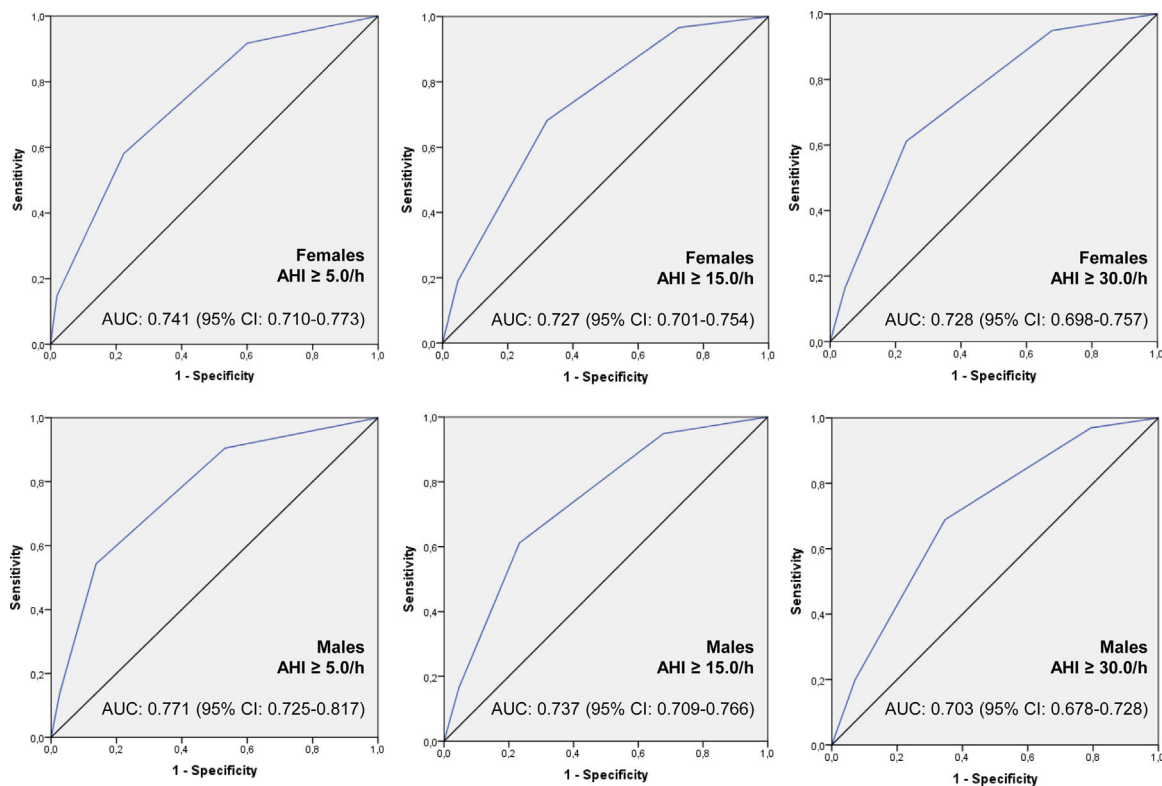 1,0
0,8
0,6
0,4
0,2
0,0
Sensitivity
Females
AHI ≥ 5.0/h
AUC: 0.741 (95% CI: 0.710-0.773)
0,0 0,2 0,4 0,6 0,8 1,0
1 - Specificity
1,0
0,8
0,6
0,4
0,2
0,0
Sensitivity
Females
AHI ≥ 15.0/h
AUC: 0.727 (95% CI: 0.701-0.754)
0,0 0,2 0,4 0,6 0,8 1,0
1 - Specificity
1,0
0,8
0,6
0,4
0,2
0,0
Sensitivity
Females
AHI ≥ 30.0/h
AUC: 0.728 (95% CI: 0.698-0.757)
0,0 0,2 0,4 0,6 0,8 1,0
1 - Specificity
1,0
0,8
0,6
0,4
0,2
0,0
Sensitivity
Males
AHI ≥ 5.0/h
AUC: 0.771 (95% CI: 0.725-0.817)
0,0 0,2 0,4 0,6 0,8 1,0
1 - Specificity
1,0
0,8
0,6
0,4
0,2
0,0
Sensitivity
Males
AHI ≥ 15.0/h
AUC: 0.737 (95% CI: 0.709-0.766)
0,0 0,2 0,4 0,6 0,8 1,0
1 - Specificity
1,0
0,8
0,6
0,4
0,2
0,0
Sensitivity
Males
AHI ≥ 30.0/h
AUC: 0.703 (95% CI: 0.678-0.728)
0,0 0,2 0,4 0,6 0,8 1,0
1 - Specificity